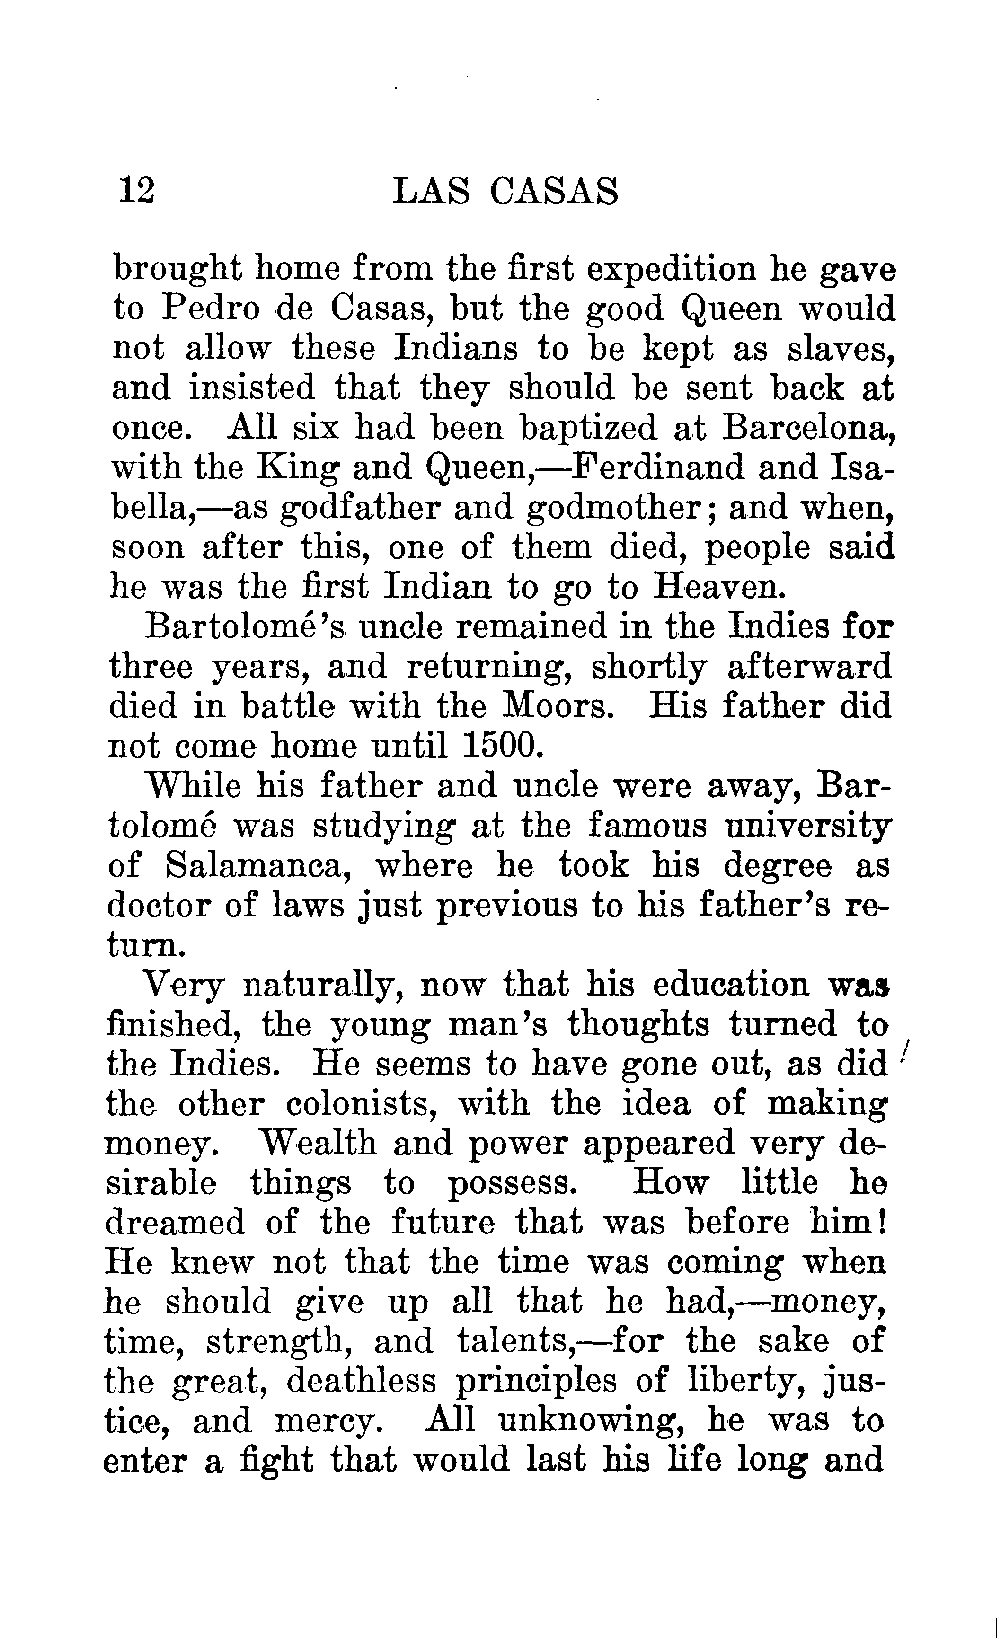 12 LAS CASAS
brought home from the first expedition he gave
to Pedro de Casas, but the good Queen would
not allow these Indians to be kept as slaves,
and insisted that they should be sent back at
once. All six had been baptized at Barcelona,
with the King and Queen,—Ferdinand and Isa-
bella,—as godfather and godmother; and when,
soon after this, one of them died, people said
he was the first Indian to go to Heaven.
Bartolomé's uncle remained in the Indies for
three years, and returning, shortly afterward
died in battle with the Moors. His father did
not come home until 1500.
While his father and uncle were away, Bar-
tolomé was studying at the famous university
of Salamanca, where he took his degree as
doctor of laws just previous to his father's re-
turn.
Very naturally, now that his education was
finished, the young man's thoughts turned to
the Indies. He seems to have gone out, as did
the other colonists, with the idea of making
money. Wealth and power appeared very de-
sirable things to possess. How little he
dreamed of the future that was before him!
He knew not that the time was coming when
he should give up all that he had,—money,
time, strength, and talents,—for the sake of
the great, deathless principles of liberty, jus-
tice, and mercy. All unknowing, he was to
enter a fight that would last his life long and